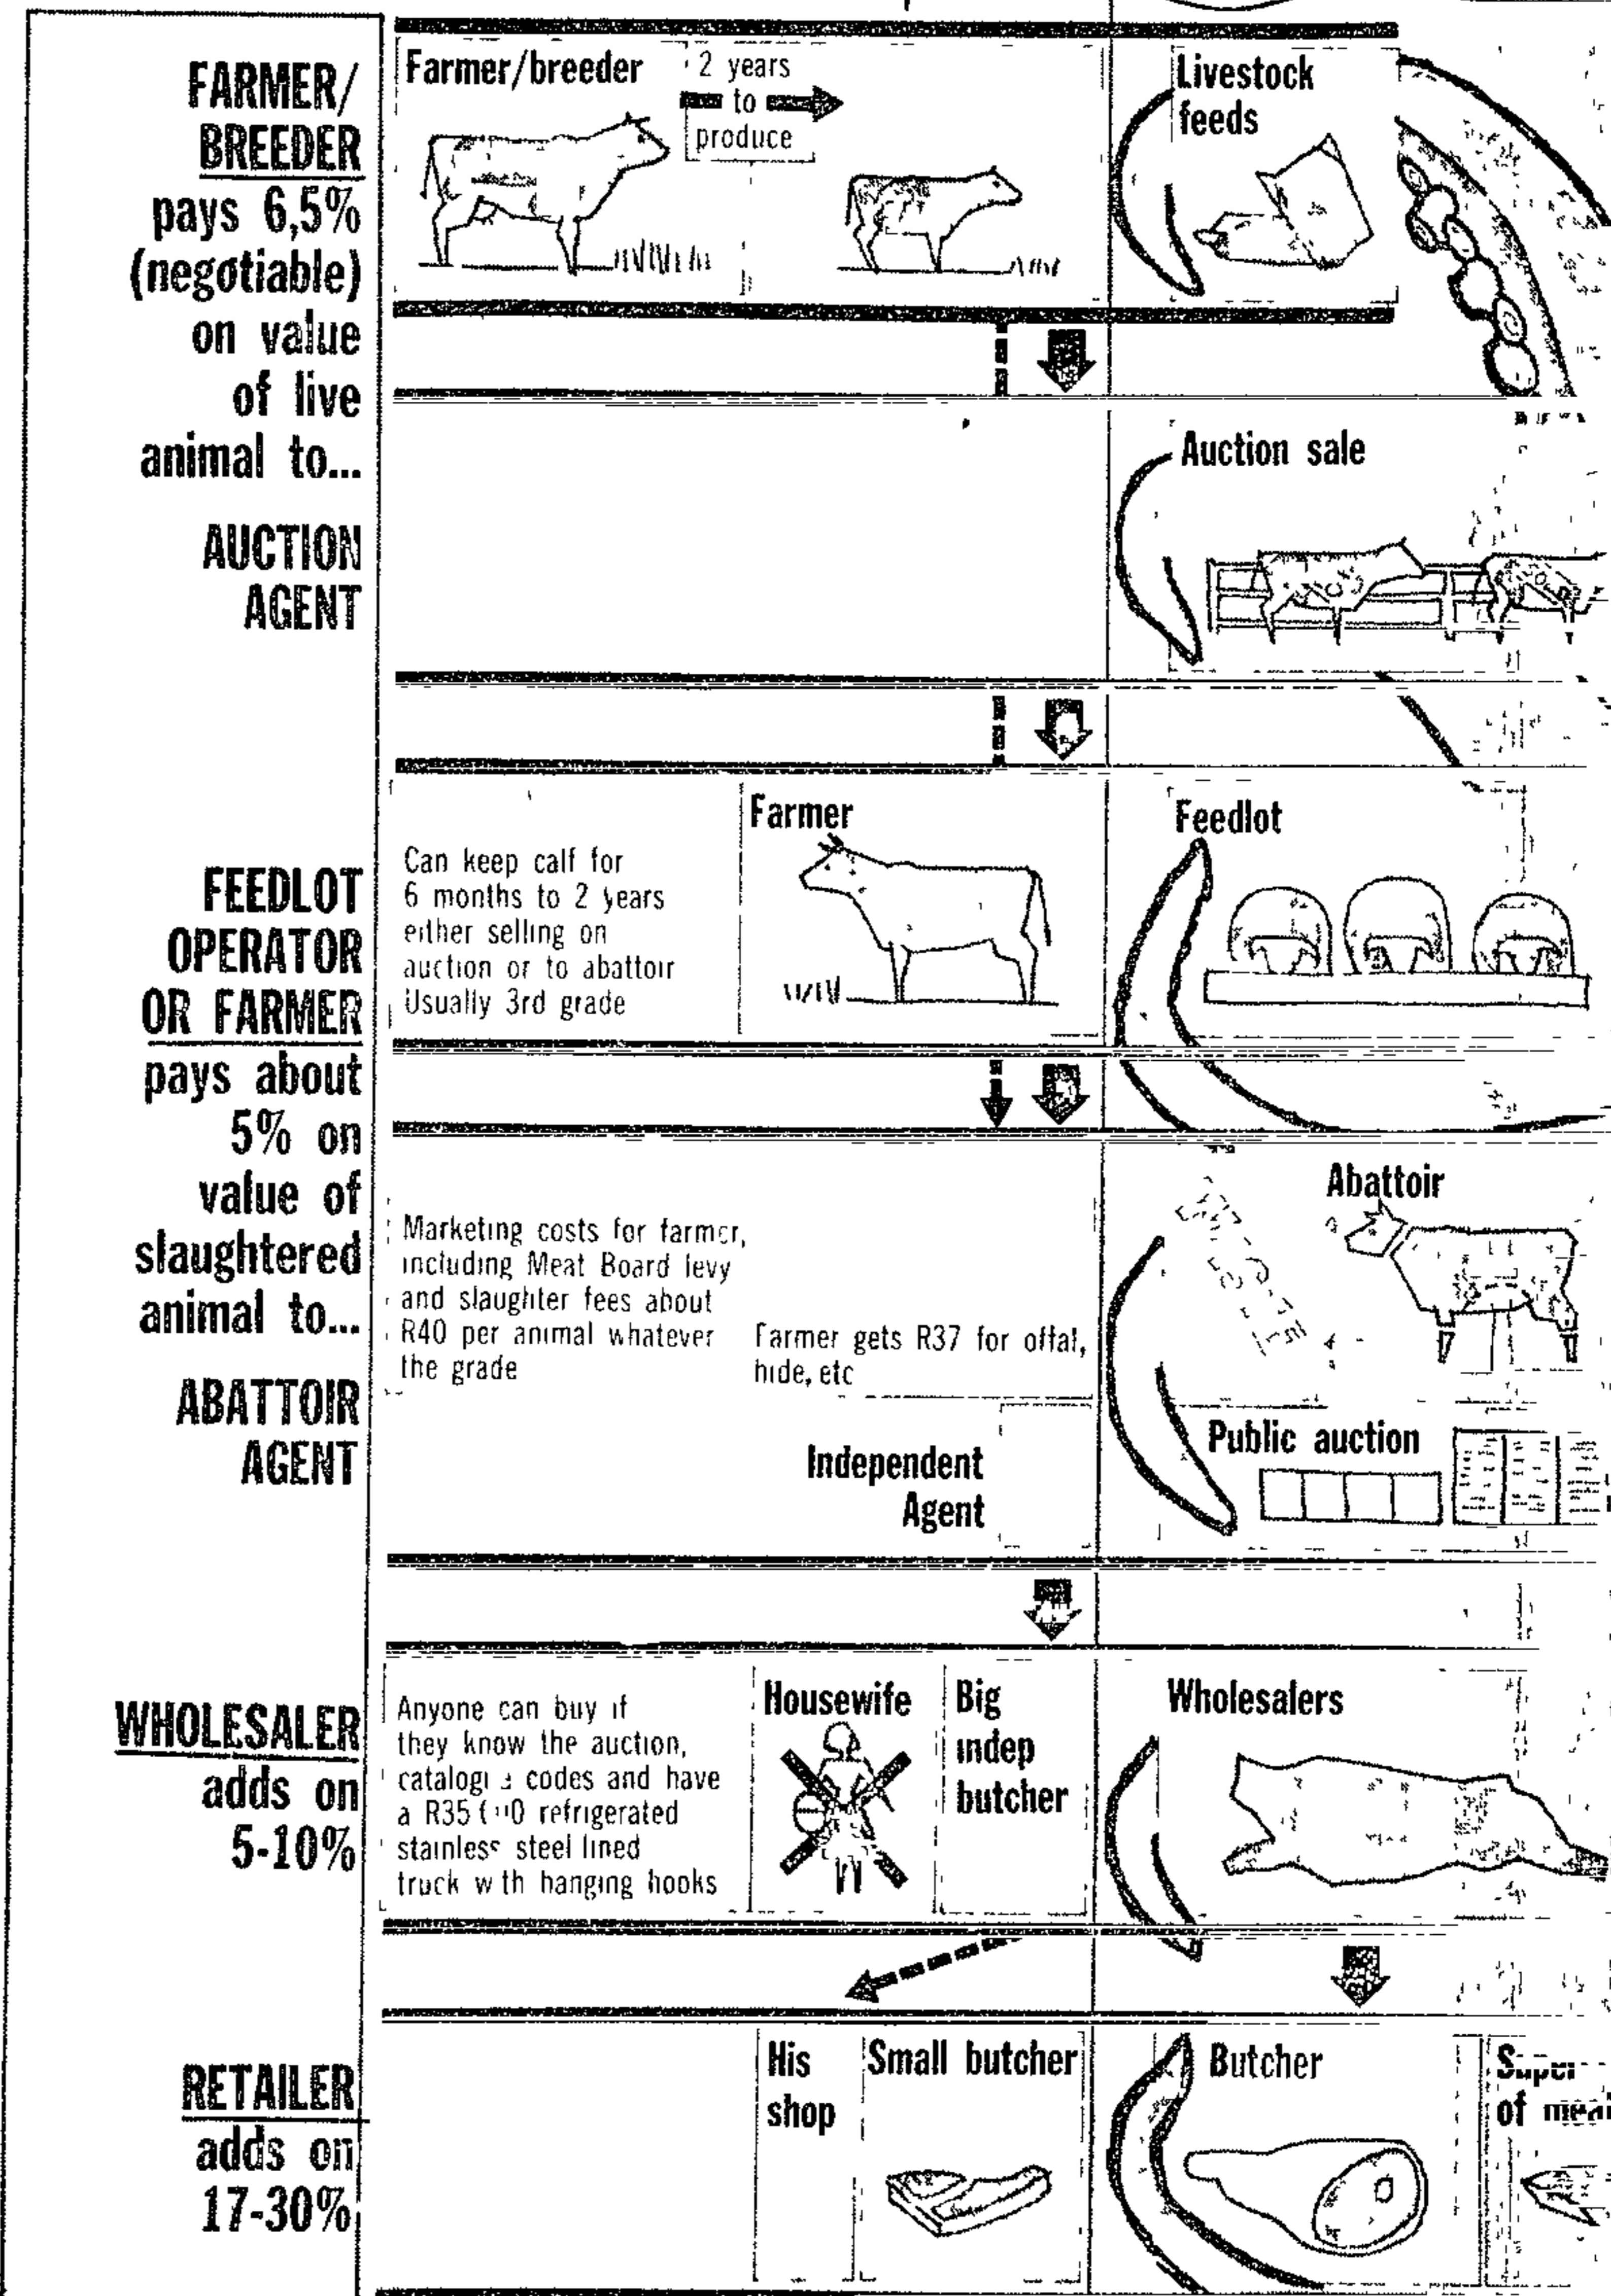 FARMER/
BREEDER
pays 6,5%
(negotiable)
on value
of live
animal to...
AUCTION
AGENT
Farmer/breeder
2 years
to
produce
Livestock
feeds
Auction sale
FEEDLOT
OPERATOR
OR FARMER
pays about
5% on
value of
slaughtered
animal to...
ABATTOIR
AGENT
Can keep calf for
6 months to 2 years
either selling on
auction or to abattoir
Usually 3rd grade
Farmer
Feedlot
Marketing costs for farmer,
including Meat Board levy
and slaughter fees about
R40 per animal whatever
the grade
Farmer gets R37 for offal,
hide, etc
Independent
Agent
Abattoir
Public auction
WHOLESALER
adds on
5-10%
Anyone can buy if
they know the auction,
codes and have
a refrigerated
stainless steel lined
truck with hanging hooks
Housewife
Big
indep
butcher
Wholesalers
RETAILER
adds on
17-30%
His
shop
Small butcher
Butcher
Super
of